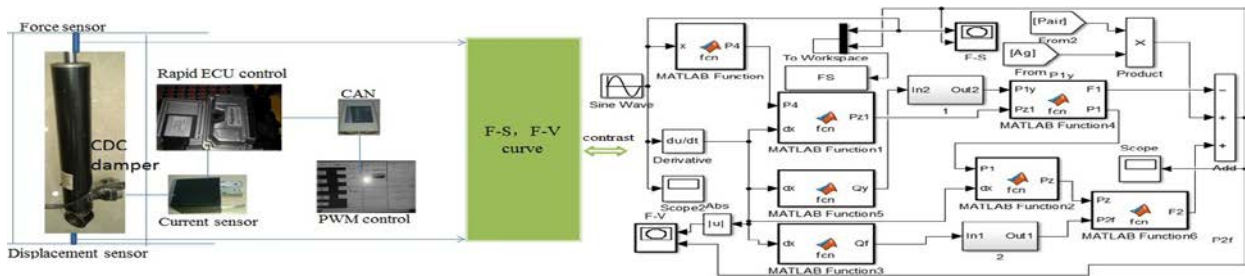 Force sensor
Rapid ECU control
CAN
CDC
damper
Current sensor
PWM control
Displacement sensor
F-S, F-V
curve
contrast
Sine Wave
x
fcn
P4
MATLAB Function
To Workspace
FS
F-S
[Pair]
From2
[Ag]
From
×
Product
P4
dx
fcn
Pz1
MATLAB Function1
In2
Out2
1
P1y
P1y
Pz1
fcn
F1
P1
MATLAB Function4
du/dt
Derivative
Scope2
dx
fcn
Qy
MATLAB Function5
P1
dx
fcn
Pz
MATLAB Function2
Scope
Add
F-V
Abs
|u|
dx
fcn
Qf
MATLAB Function3
In1
Out1
2
Pz
P2f
fcn
F2
MATLAB Function6
P2f